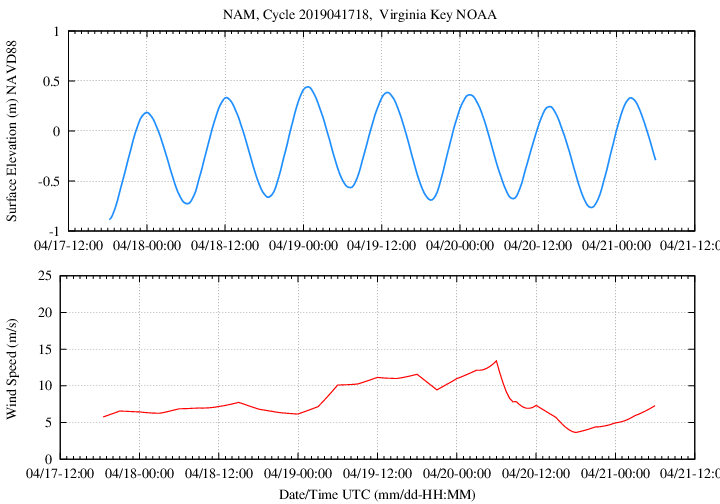 NAM, Cycle 2019041718,  Virginia Key NOAA
Surface Elevation (m) NAVD88
1
0.5
0
-0.5
-1
04/17-12:00 04/18-00:00 04/18-12:00 04/19-00:00 04/19-12:00 04/20-00:00 04/20-12:00 04/21-00:00 04/21-12:0
Wind Speed (m/s)
25
20
15
10
5
0
04/17-12:00 04/18-00:00 04/18-12:00 04/19-00:00 04/19-12:00 04/20-00:00 04/20-12:00 04/21-00:00 04/21-12:0
Date/Time UTC (mm/dd-HH:MM)